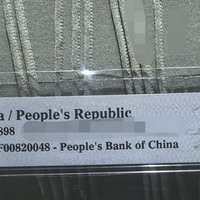 a / People's Republic
898
F00820048 - People's Bank of China